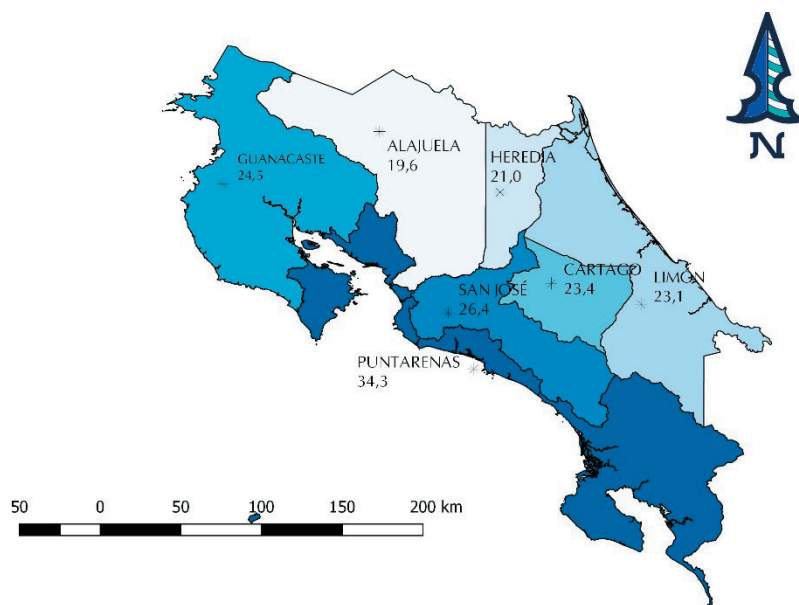 N
ALAJUELA
19,6
HEREDIA
21,0
GUANACASTE
24,5
CARTAGO
23,4
LIMÓN
23,1
SAN JOSÉ
26,4
PUNTARENAS
34,3
50 0 50 100 150 200 km